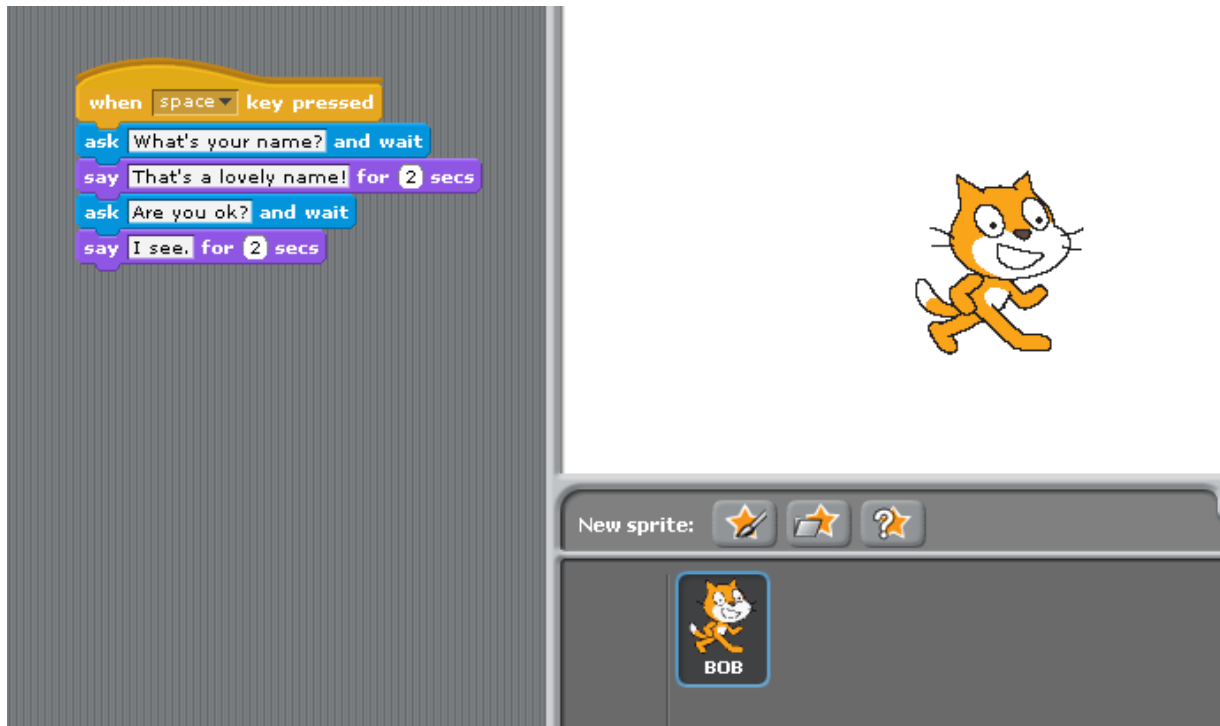 when space key pressed
ask What's your name? and wait
say That's a lovely name! for 2 secs
ask Are you ok? and wait
say I see. for 2 secs
New sprite:
BOB